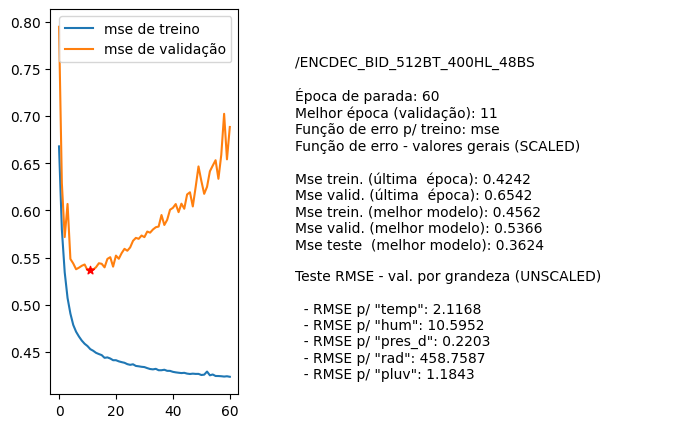 0.80
0.75
0.70
0.65
0.60
0.55
0.50
0.45
0
20
40
60
mse de treino
mse de validação
/ENCDEC_BID_512BT_400HL_48BS
Época de parada: 60
Melhor época (validação): 11
Função de erro p/ treino: mse
Função de erro - valores gerais (SCALED)
Mse trein. (última  época): 0.4242
Mse valid. (última  época): 0.6542
Mse trein. (melhor modelo): 0.4562
Mse valid. (melhor modelo): 0.5366
Mse teste  (melhor modelo): 0.3624
Teste RMSE - val. por grandeza (UNSCALED)
- RMSE p/ "temp": 2.1168
- RMSE p/ "hum": 10.5952
- RMSE p/ "pres_d": 0.2203
- RMSE p/ "rad": 458.7587
- RMSE p/ "pluv": 1.1843